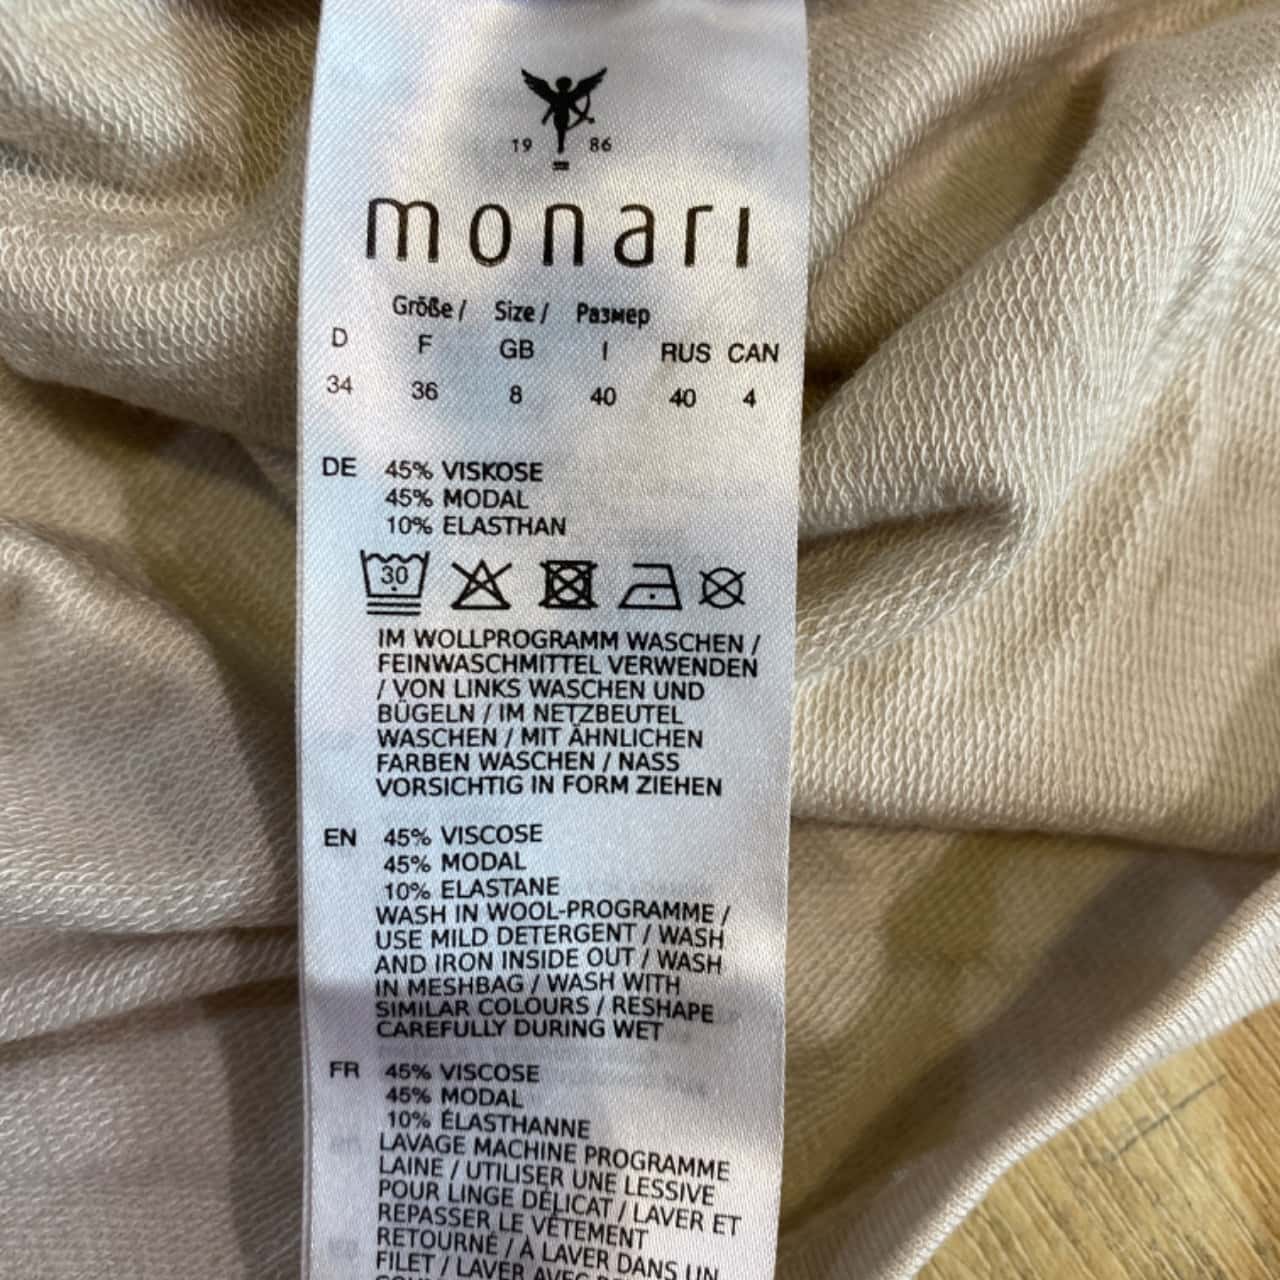 19 86
monari
Größe / Size / Размер
D F GB I RUS CAN
34 36 8 40 40 4
DE 45% VISKOSE
45% MODAL
10% ELASTHAN
30
IM WOLLPROGRAMM WASCHEN /
FEINWASCHMITTEL VERWENDEN
/ VON LINKS WASCHEN UND
BÜGELN / IM NETZBEUTEL
WASCHEN / MIT ÄHNLICHEN
FARBEN WASCHEN / NASS
VORSICHTIG IN FORM ZIEHEN
EN 45% VISCOSE
45% MODAL
10% ELASTANE
WASH IN WOOL-PROGRAMME /
USE MILD DETERGENT / WASH
AND IRON INSIDE OUT / WASH
IN MESHBAG / WASH WITH
SIMILAR COLOURS / RESHAPE
CAREFULLY DURING WET
FR 45% VISCOSE
45% MODAL
10% ÉLASTHANNE
LAVAGE MACHINE PROGRAMME
LAINE / UTILISER UNE LESSIVE
POUR LINGE DÉLICAT / LAVER ET
REPASSER LE VÊTEMENT
RETOURNÉ / À LAVER DANS UN
FILET / LAVER AVEC